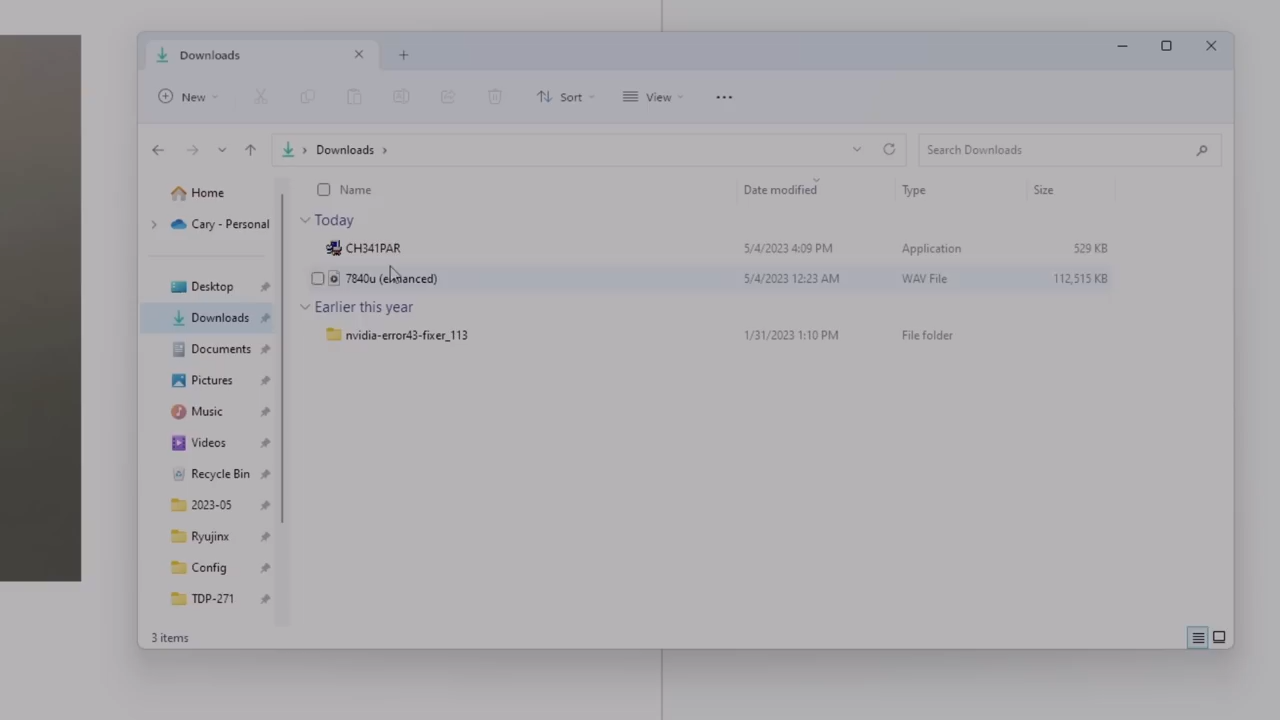 Downloads
New
Sort
View
Downloads
Search Downloads
Home
Cary - Personal
Desktop
Downloads
Documents
Pictures
Music
Videos
Recycle Bin
2023-05
Ryujinx
Config
TDP-271
Name Date modified Type Size
Today
CH341PAR 5/4/2023 4:09 PM Application 529 KB
7840u (enhanced) 5/4/2023 12:23 AM WAV File 112,515 KB
Earlier this year
nvidia-error43-fixer_113 1/31/2023 1:10 PM File folder
3 items